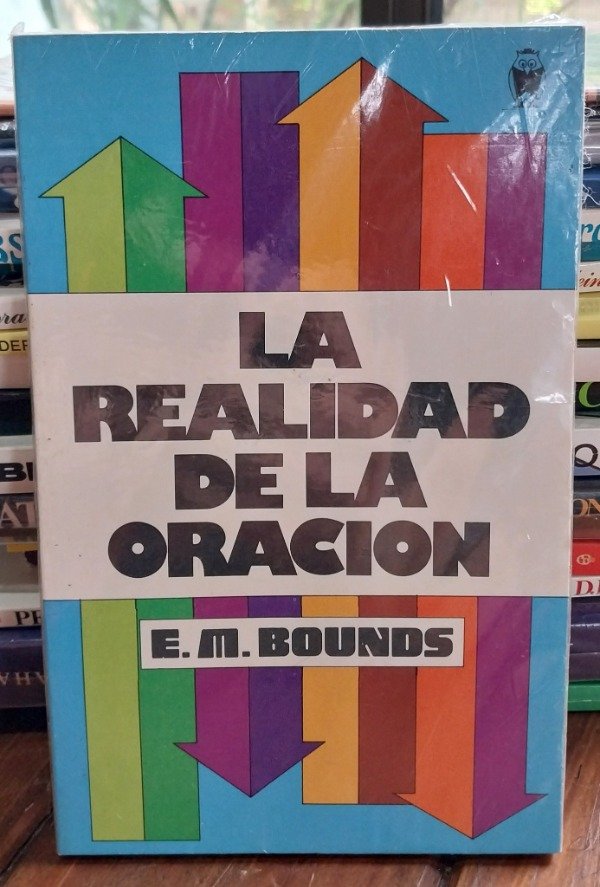 LA
REALIDAD
DE LA
ORACION
E. M. BOUNDS